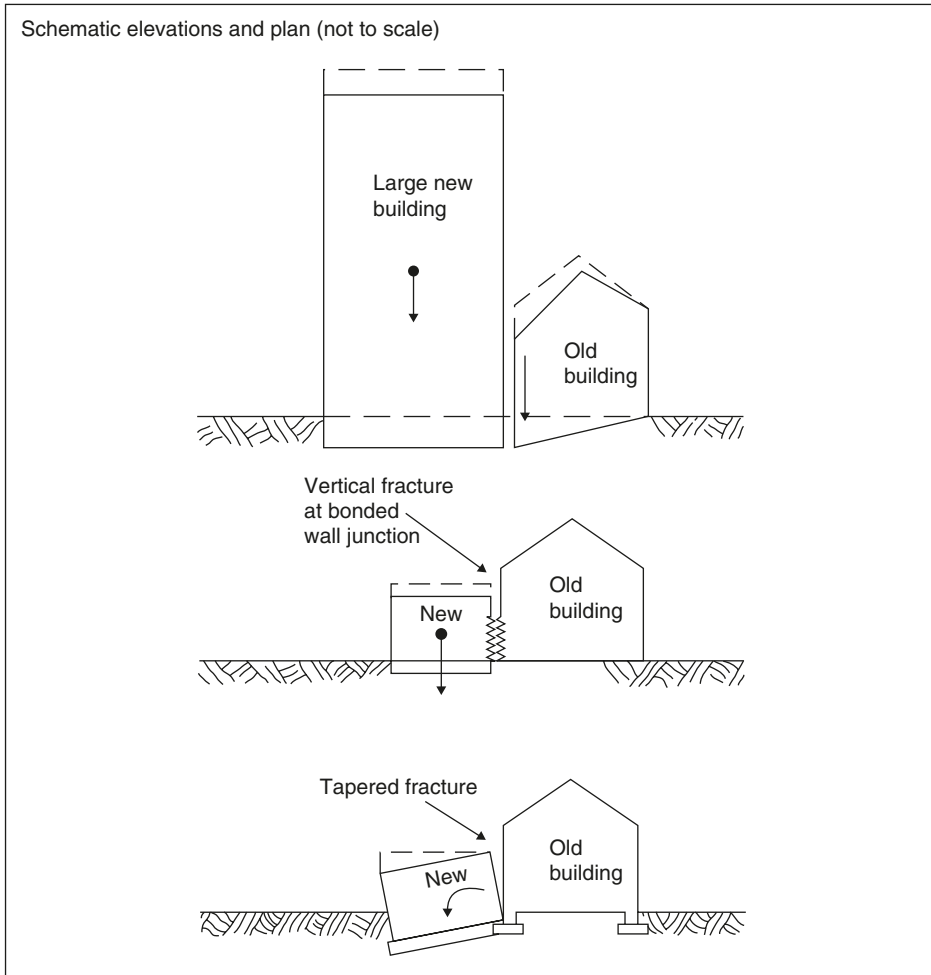 Schematic elevations and plan (not to scale)
Large new
building
Old
building
Vertical fracture
at bonded
wall junction
New
Old
building
Tapered fracture
New
Old
building